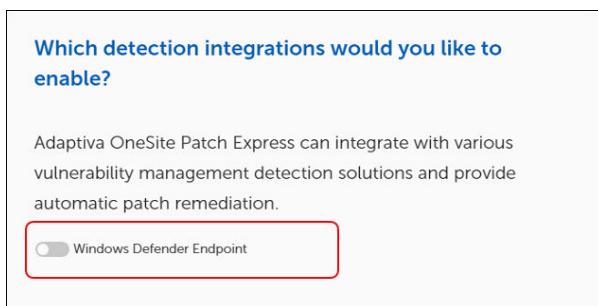 Which detection integrations would you like to
enable?
Adaptiva OneSite Patch Express can integrate with various
vulnerability management detection solutions and provide
automatic patch remediation.
Windows Defender Endpoint